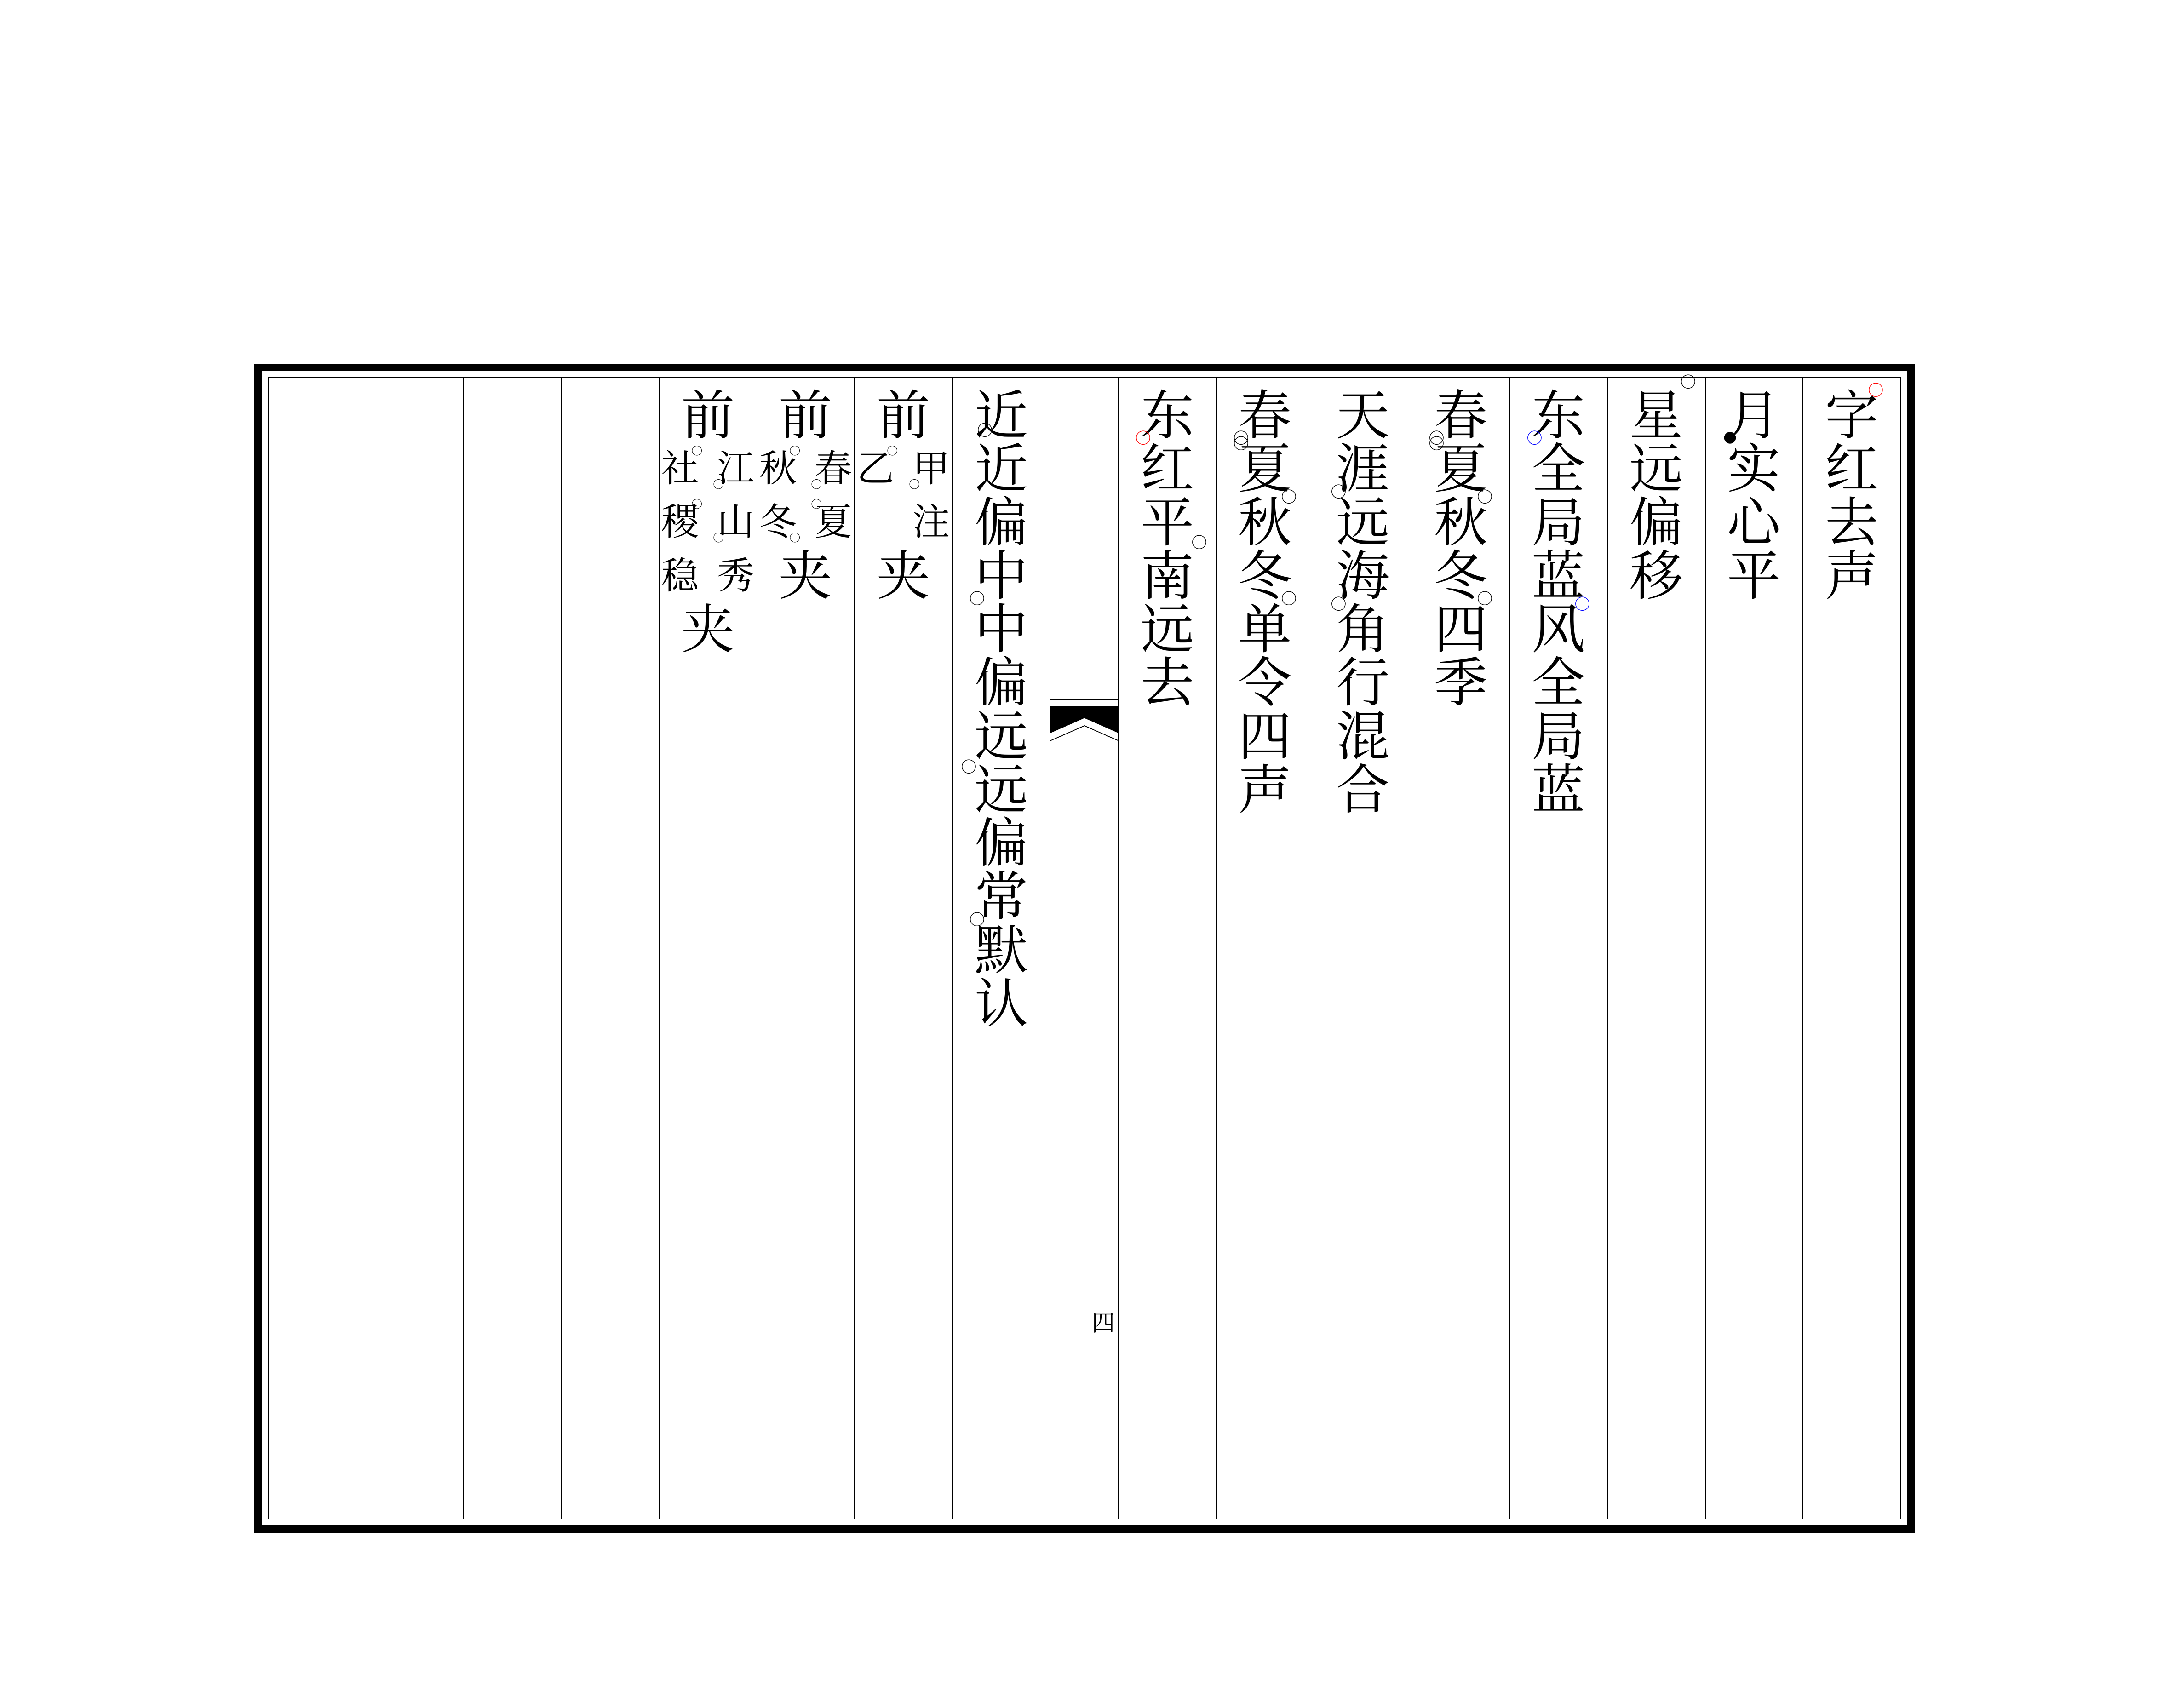 字红去声
月实心平
星远偏移
东全局蓝风全局蓝
春夏秋冬四季
天涯远海角行混合
春夏秋冬单令四声
东红平南远去
四
近近偏中中偏远远偏常默认
前甲注乙夹
前春夏秋冬夹
前江山秀社稷稳夹